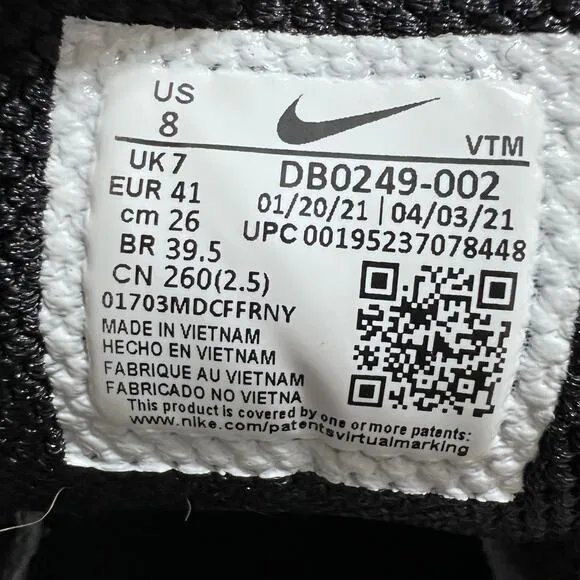 US
8
VTM
UK 7
DB0249-002
EUR 41
01/20/21 | 04/03/21
cm 26
UPC 00195237078448
BR 39.5
CN 260(2.5)
01703MDCFFRNY
MADE IN VIETNAM
HECHO EN VIETNAM
FABRIQUE AU VIETNAM
FABRICADO NO VIETNA
This product is covered by one or more patents:
www.nike.com/patentsvirtualmarking